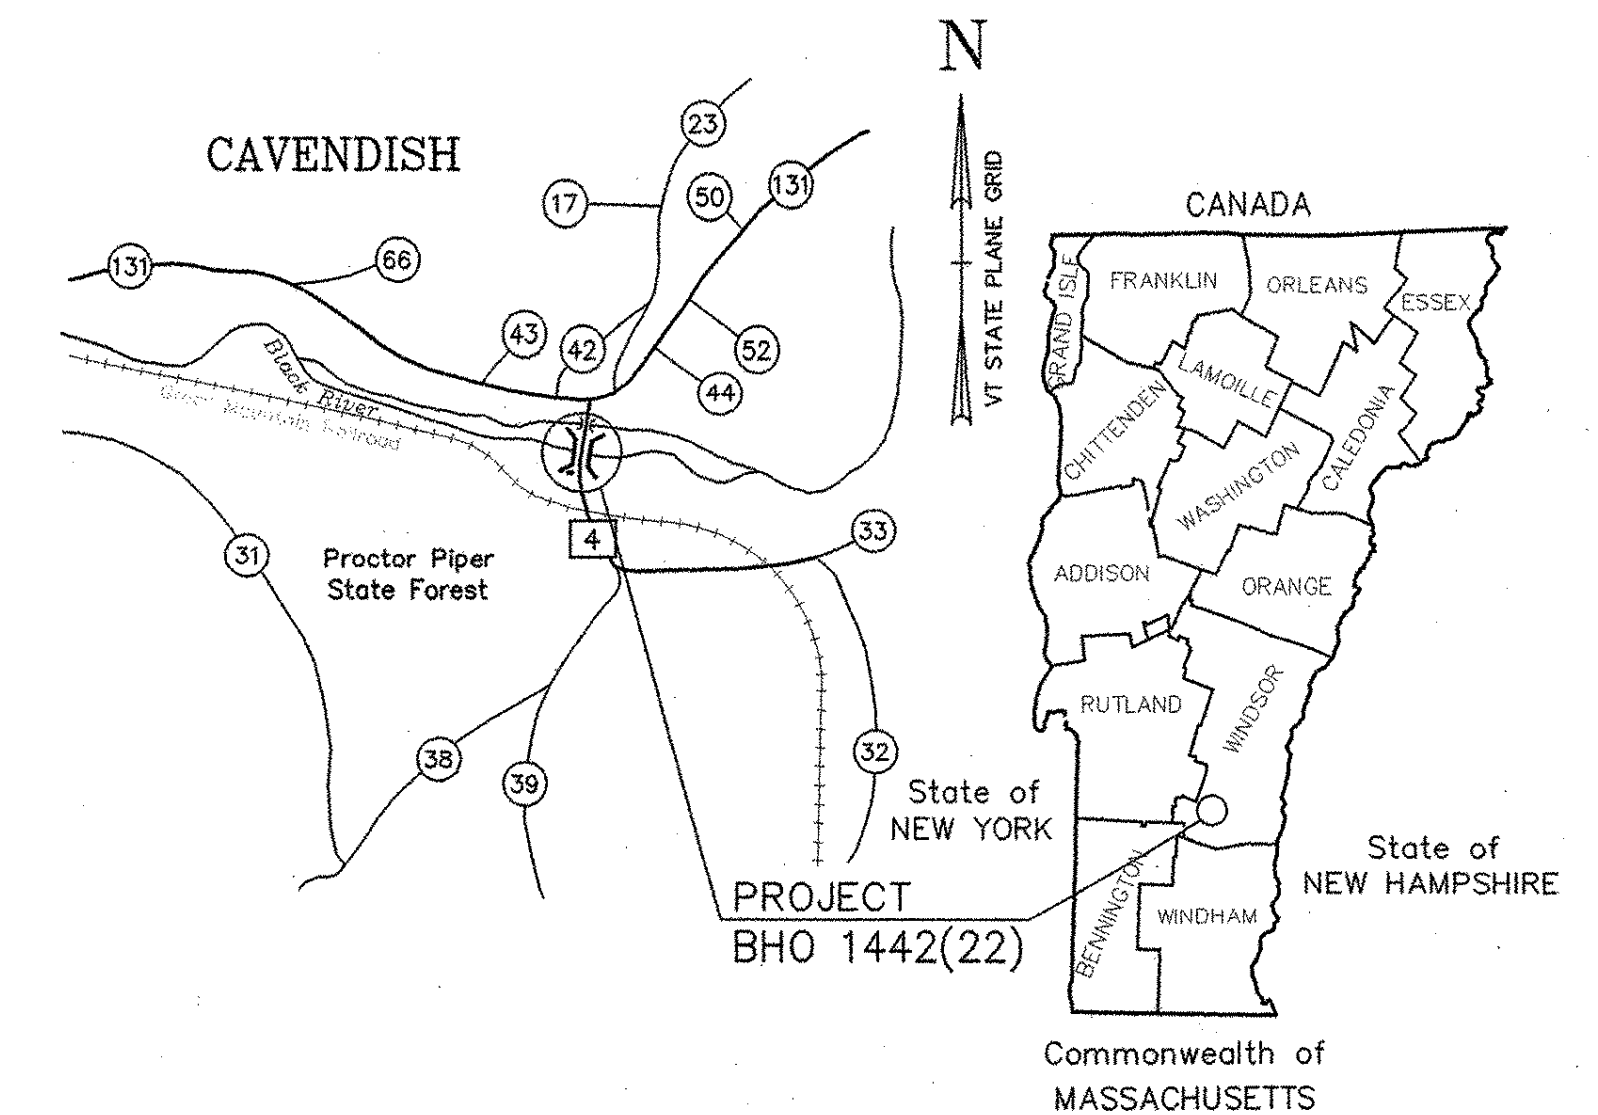 N
CAVENDISH
VT STATE PLANE GRID
23
17
50
131
131
66
43
42
52
44
Black River
Green Mountain Railroad
4
33
31
Proctor Piper
State Forest
38
39
32
PROJECT
BHO 1442(22)
CANADA
GRAND ISLE
FRANKLIN
ORLEANS
ESSEX
LAMOILLE
CHITTENDEN
CALEDONIA
WASHINGTON
ADDISON
ORANGE
RUTLAND
WINDSOR
State of
NEW YORK
State of
NEW HAMPSHIRE
BENNINGTON
WINDHAM
Commonwealth of
MASSACHUSETTS